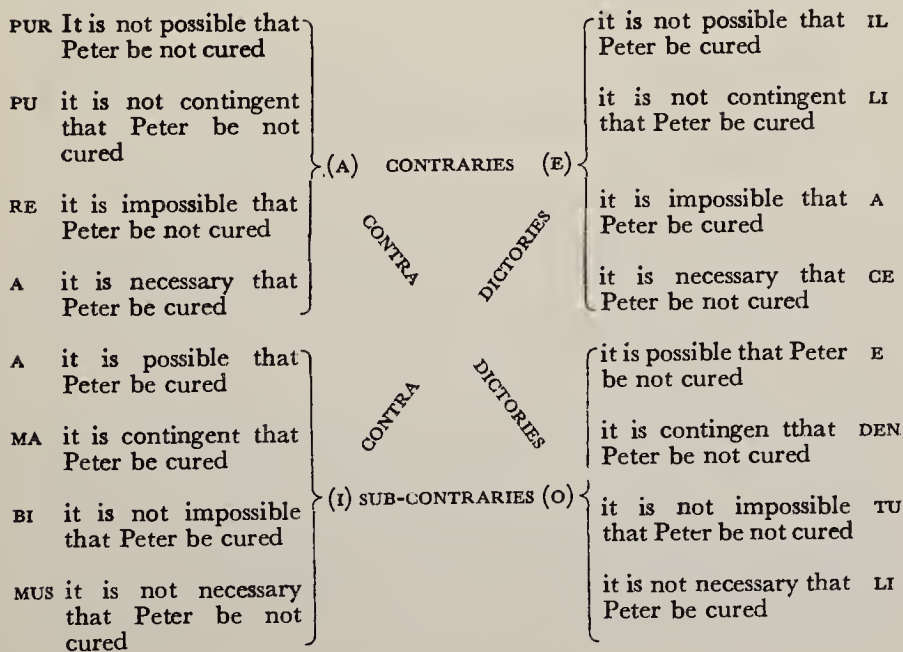 PUR It is not possible that
Peter be not cured
PU it is not contingent
that Peter be not
cured
RE it is impossible that
Peter be not cured
A it is necessary that
Peter be cured
(A) CONTRARIES (E)
it is not possible that IL
Peter be cured
it is not contingent LI
that Peter be cured
it is impossible that A
Peter be cured
it is necessary that CE
Peter be not cured
CONTRA DICTORIES
CONTRA DICTORIES
A it is possible that
Peter be cured
MA it is contingent that
Peter be cured
BI it is not impossible
that Peter be cured
MUS it is not necessary
that Peter be not
cured
(I) SUB-CONTRARIES (O)
it is possible that Peter E
be not cured
it is contingen tthat DEN
Peter be not cured
it is not impossible TU
that Peter be not cured
it is not necessary that LI
Peter be cured